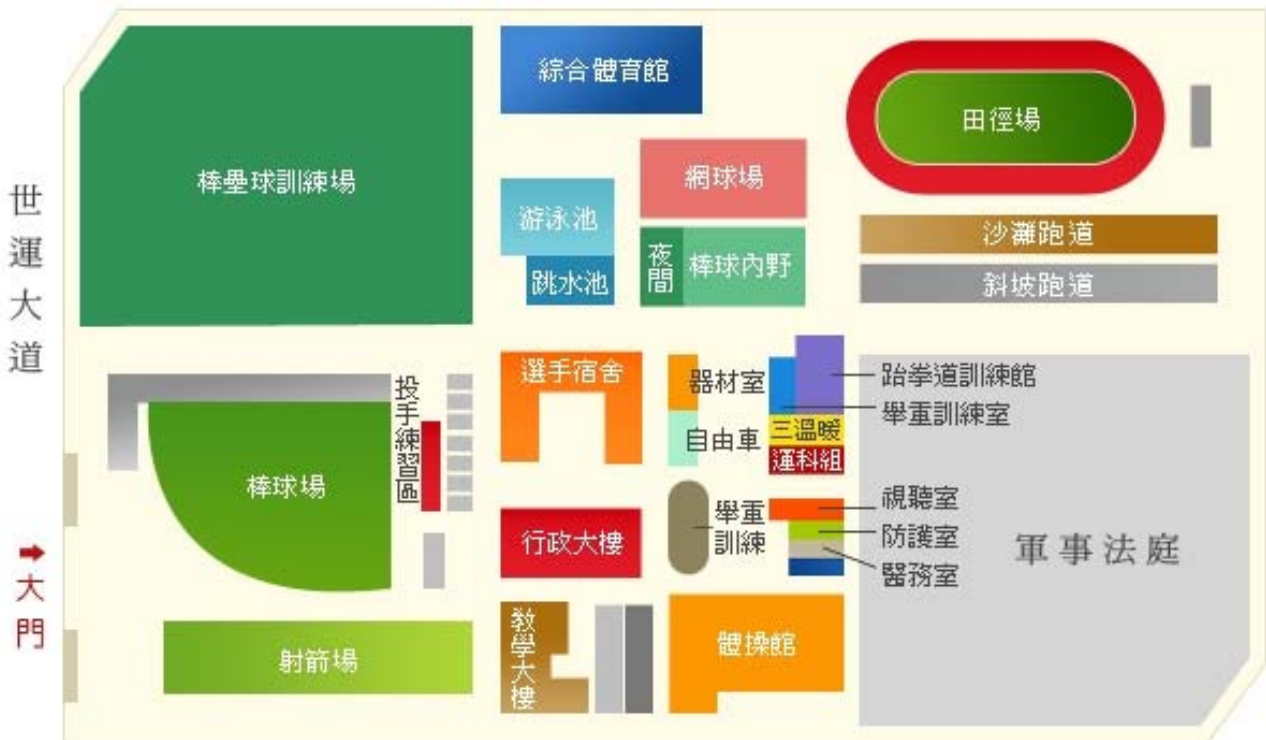 世運大道
大門
棒壘球訓練場
綜合體育館
田徑場
網球場
游泳池
跳水池
夜間
棒球內野
沙灘跑道
斜坡跑道
投手練習區
棒球場
選手宿舍
器材室
自由車
跆拳道訓練館
舉重訓練室
三溫暖
運科組
行政大樓
舉重
訓練
視聽室
防護室
醫務室
軍事法庭
射箭場
教學大樓
體操館